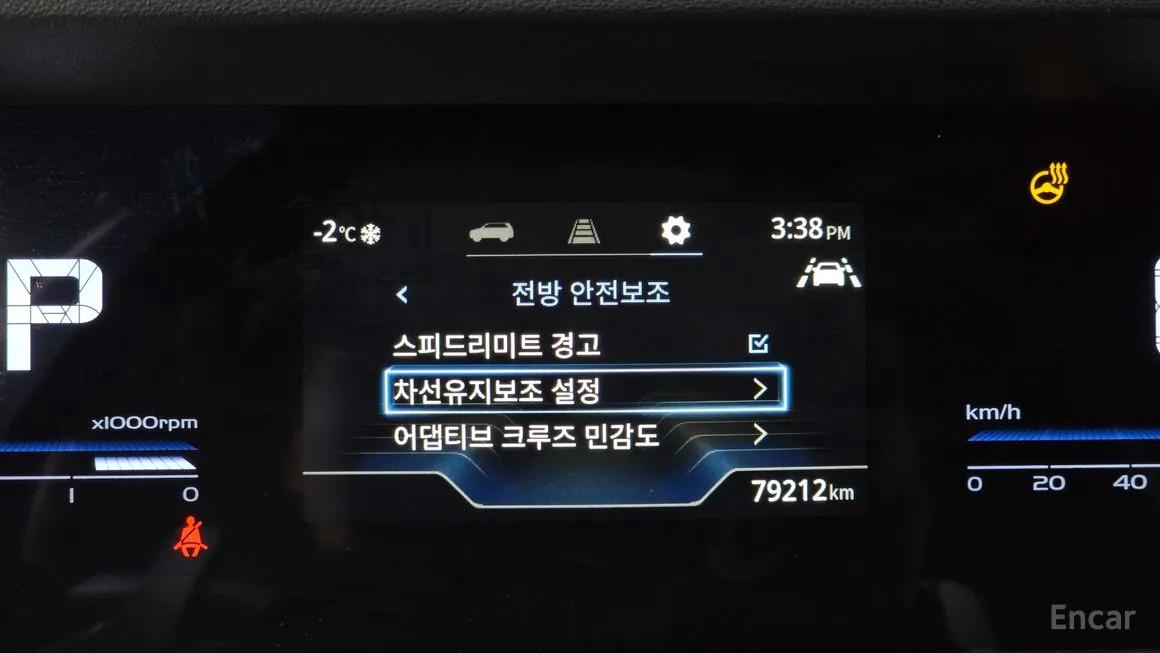 -2℃
3:38 PM
P
전방 안전보조
스피드리미트 경고
차선유지보조 설정
어댑티브 크루즈 민감도
x1000rpm
1
0
79212km
km/h
0
20
40
Encar